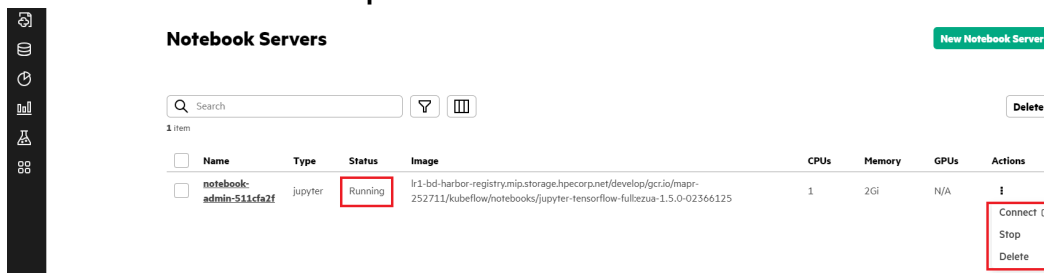 Notebook Servers
New Notebook Server
Search
Delete
1 item
Name Type Status Image CPUs Memory GPUs Actions
notebook- jupyter Running lr1-bd-harbor-registry.mip.storage.hpecorp.net/develop/gcr.io/mapr- 1 2Gi N/A
admin-511cfa2f 252711/kubeflow/notebooks/jupyter-tensorflow-full:ezua-1.5.0-02366125
Connect
Stop
Delete